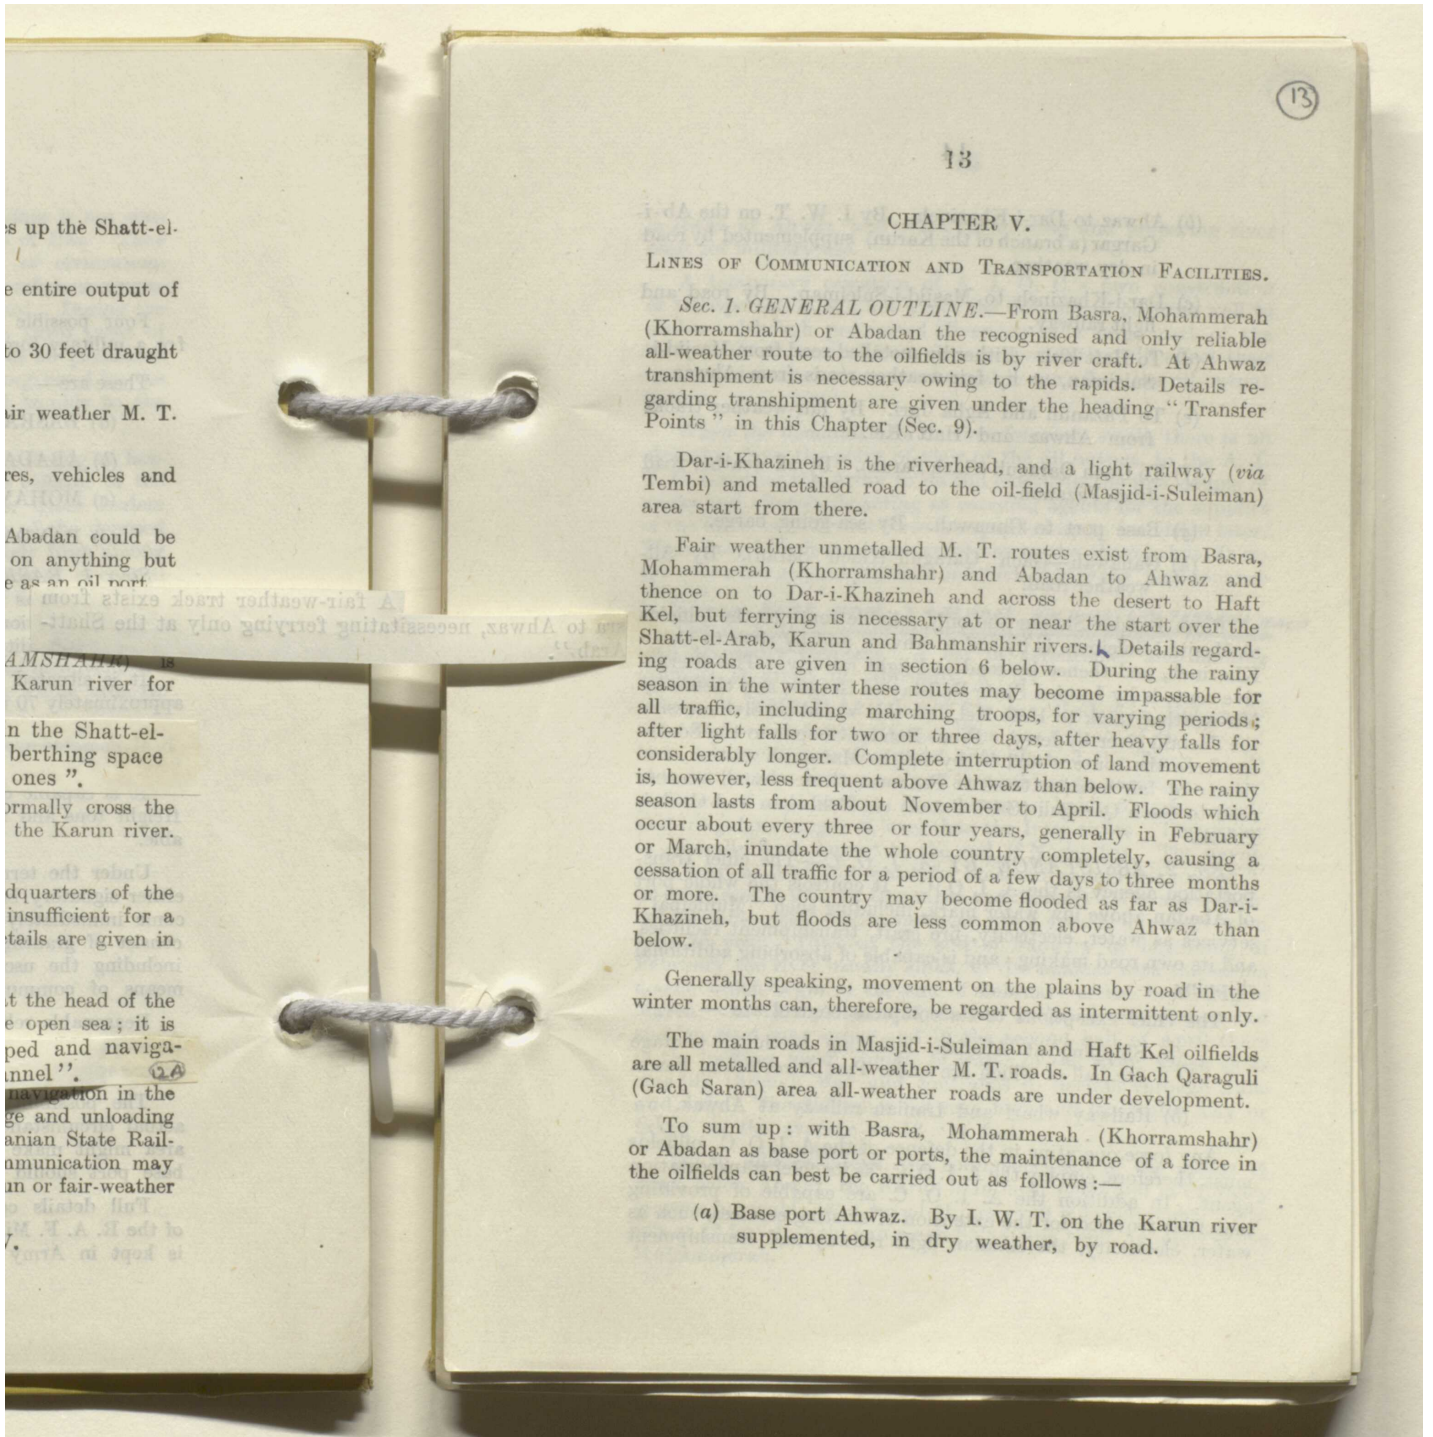 s up the Shatt-el-
e entire output of
to 30 feet draught
air weather M. T.
res, vehicles and
Abadan could be
on anything but
e as an oil port
AMSHAHR) is
Karun river for
n the Shatt-el-
berthing space
ones ”.
ormally cross the
the Karun river.
dquarters of the
insufficient for a
tails are given in
t the head of the
e open sea ; it is
ped and naviga-
annel ”.
12A
navigation in the
ge and unloading
anian State Rail-
mmunication may
un or fair-weather
13
13
CHAPTER V.
LINES OF COMMUNICATION AND TRANSPORTATION FACILITIES.
Sec. 1. GENERAL OUTLINE.—From Basra, Mohammerah
(Khorramshahr) or Abadan the recognised and only reliable
all-weather route to the oilfields is by river craft. At Ahwaz
transhipment is necessary owing to the rapids. Details re-
garding transhipment are given under the heading “ Transfer
Points ” in this Chapter (Sec. 9).
Dar-i-Khazineh is the riverhead, and a light railway (via
Tembi) and metalled road to the oil-field (Masjid-i-Suleiman)
area start from there.
Fair weather unmetalled M. T. routes exist from Basra,
Mohammerah (Khorramshahr) and Abadan to Ahwaz and
thence on to Dar-i-Khazineh and across the desert to Haft
Kel, but ferrying is necessary at or near the start over the
Shatt-el-Arab, Karun and Bahmanshir rivers. Details regard-
ing roads are given in section 6 below. During the rainy
season in the winter these routes may become impassable for
all traffic, including marching troops, for varying periods ;
after light falls for two or three days, after heavy falls for
considerably longer. Complete interruption of land movement
is, however, less frequent above Ahwaz than below. The rainy
season lasts from about November to April. Floods which
occur about every three or four years, generally in February
or March, inundate the whole country completely, causing a
cessation of all traffic for a period of a few days to three months
or more. The country may become flooded as far as Dar-i-
Khazineh, but floods are less common above Ahwaz than
below.
Generally speaking, movement on the plains by road in the
winter months can, therefore, be regarded as intermittent only.
The main roads in Masjid-i-Suleiman and Haft Kel oilfields
are all metalled and all-weather M. T. roads. In Gach Qaraguli
(Gach Saran) area all-weather roads are under development.
To sum up : with Basra, Mohammerah (Khorramshahr)
or Abadan as base port or ports, the maintenance of a force in
the oilfields can best be carried out as follows :—
(a) Base port Ahwaz. By I. W. T. on the Karun river
supplemented, in dry weather, by road.